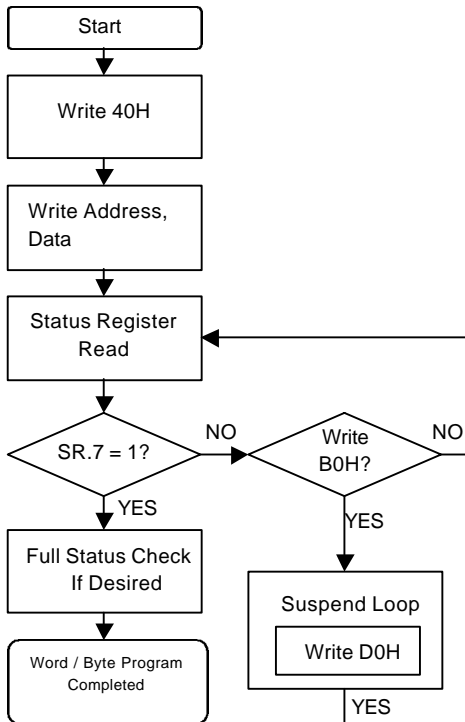 Start
Write 40H
Write Address,
Data
Status Register
Read
SR.7 = 1?
NO
Write
B0H?
NO
YES
YES
Full Status Check
If Desired
Suspend Loop
Write D0H
Word / Byte Program
Completed
YES